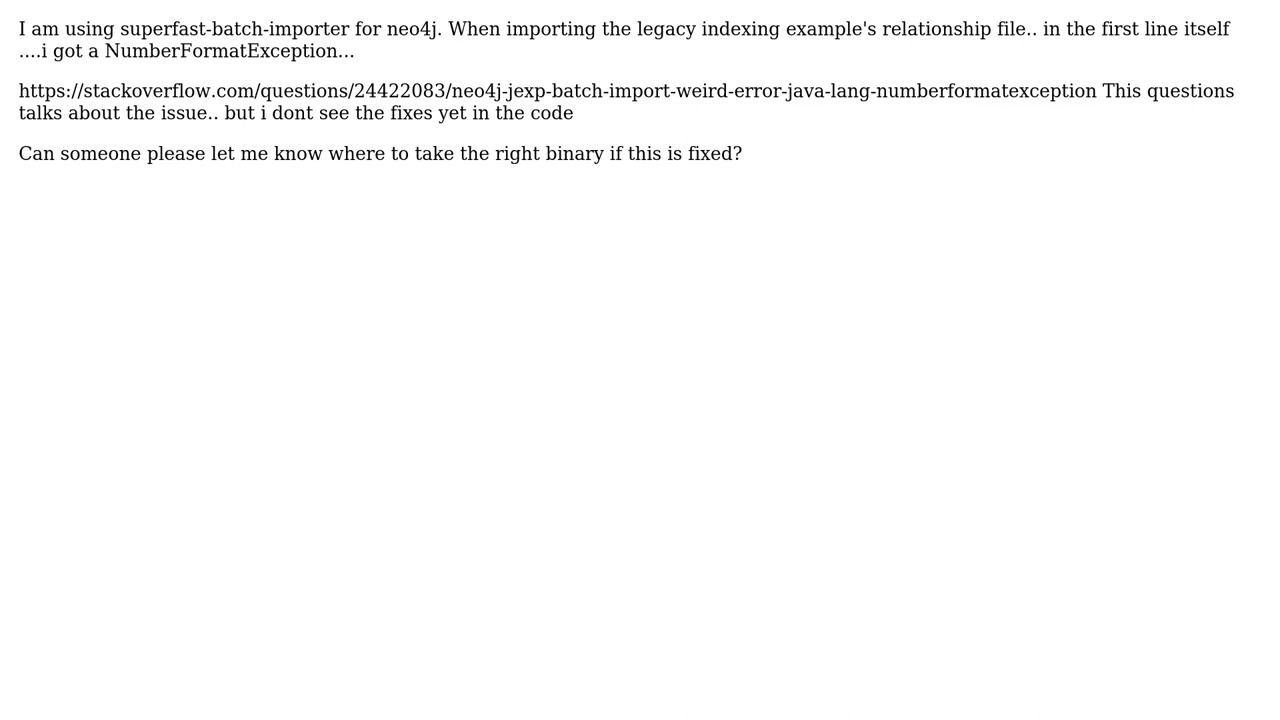 I am using superfast-batch-importer for neo4j. When importing the legacy indexing example's relationship file.. in the first line itself
....i got a NumberFormatException...
https://stackoverflow.com/questions/24422083/neo4j-jexp-batch-import-weird-error-java-lang-numberformatexception This questions
talks about the issue.. but i dont see the fixes yet in the code
Can someone please let me know where to take the right binary if this is fixed?